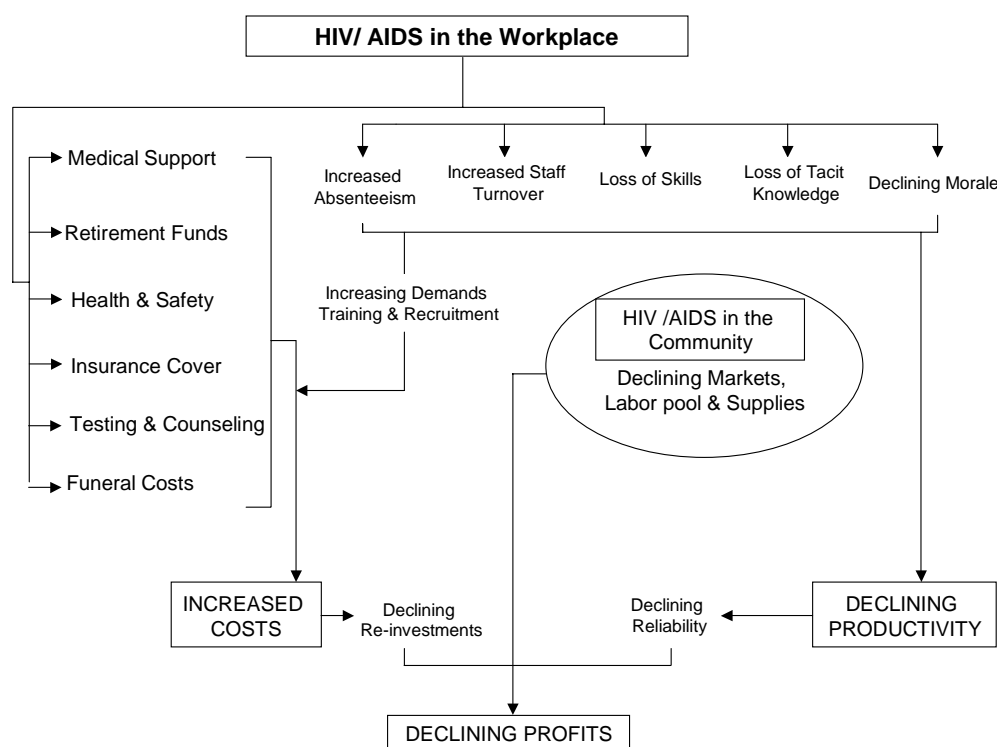 HIV/ AIDS in the Workplace
Medical Support
Retirement Funds
Health & Safety
Insurance Cover
Testing & Counseling
Funeral Costs
Increased
Absenteeism
Increased Staff
Turnover
Loss of Skills
Loss of Tacit
Knowledge
Declining Morale
Increasing Demands
Training & Recruitment
HIV /AIDS in the
Community
Declining Markets,
Labor pool & Supplies
INCREASED
COSTS
Declining
Re-investments
Declining
Reliability
DECLINING
PRODUCTIVITY
DECLINING PROFITS